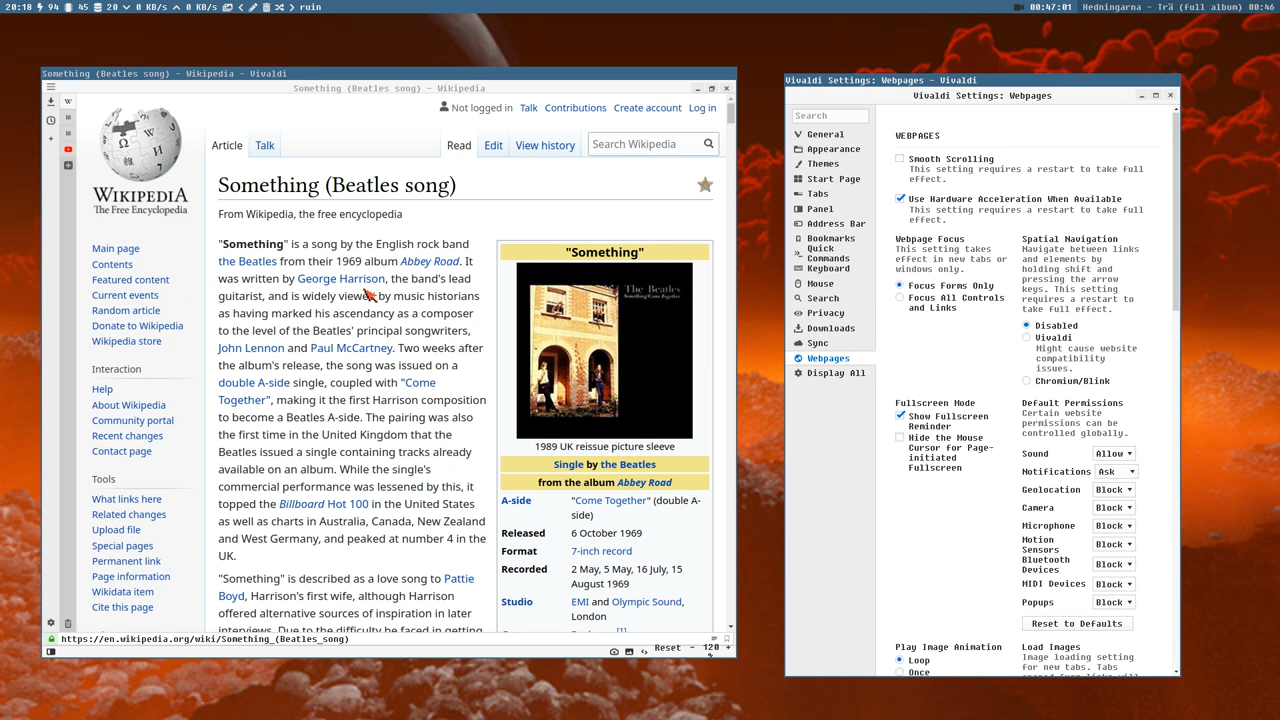 20:18 94 45 20 0 KB/s 0 KB/s ruin
00:47:01 Hedningarna - Trä (full album) 00:46
Something (Beatles song) - Wikipedia - Vivaldi
Something (Beatles song) - Wikipedia
Not logged in Talk Contributions Create account Log in
Article Talk Read Edit View history Search Wikipedia
WIKIPEDIA
The Free Encyclopedia
Main page
Contents
Featured content
Current events
Random article
Donate to Wikipedia
Wikipedia store
Interaction
Help
About Wikipedia
Community portal
Recent changes
Contact page
Tools
What links here
Related changes
Upload file
Special pages
Permanent link
Page information
Wikidata item
Cite this page
Something (Beatles song)
From Wikipedia, the free encyclopedia
"Something" is a song by the English rock band
the Beatles from their 1969 album Abbey Road. It
was written by George Harrison, the band's lead
guitarist, and is widely viewed by music historians
as having marked his ascendancy as a composer
to the level of the Beatles' principal songwriters,
John Lennon and Paul McCartney. Two weeks after
the album's release, the song was issued on a
double A-side single, coupled with "Come
Together", making it the first Harrison composition
to become a Beatles A-side. The pairing was also
the first time in the United Kingdom that the
Beatles issued a single containing tracks already
available on an album. While the single's
commercial performance was lessened by this, it
topped the Billboard Hot 100 in the United States
as well as charts in Australia, Canada, New Zealand
and West Germany, and peaked at number 4 in the
UK.
"Something" is described as a love song to Pattie
Boyd, Harrison's first wife, although Harrison
offered alternative sources of inspiration in later
interviews. Due to the difficulty he faced in getting
"Something"
The Beatles
Something/Come Together
1989 UK reissue picture sleeve
Single by the Beatles
from the album Abbey Road
A-side "Come Together" (double A-
side)
Released 6 October 1969
Format 7-inch record
Recorded 2 May, 5 May, 16 July, 15
August 1969
Studio EMI and Olympic Sound,
London
[1]
https://en.wikipedia.org/wiki/Something_(Beatles_song)
Reset - 120 +
%
Vivaldi Settings: Webpages - Vivaldi
Vivaldi Settings: Webpages
Search
General
Appearance
Themes
Start Page
Tabs
Panel
Address Bar
Bookmarks
Quick
Commands
Keyboard
Mouse
Search
Privacy
Downloads
Sync
Webpages
Display All
WEBPAGES
Smooth Scrolling
This setting requires a restart to take full
effect.
Use Hardware Acceleration When Available
This setting requires a restart to take full
effect.
Webpage Focus
This setting takes
effect in new tabs or
windows only.
Focus Forms Only
Focus All Controls
and Links
Spatial Navigation
Navigate between links
and elements by
holding shift and
pressing the arrow
keys. This setting
requires a restart to
take full effect.
Disabled
Vivaldi
Might cause website
compatibility
issues.
Chromium/Blink
Fullscreen Mode
Show Fullscreen
Reminder
Hide the Mouse
Cursor for Page-
initiated
Fullscreen
Default Permissions
Certain website
permissions can be
controlled globally.
Sound Allow
Notifications Ask
Geolocation Block
Camera Block
Microphone Block
Motion
Sensors Block
Bluetooth
Devices Block
MIDI Devices Block
Popups Block
Reset to Defaults
Play Image Animation
Loop
Once
Load Images
Image loading setting
for new tabs. Tabs